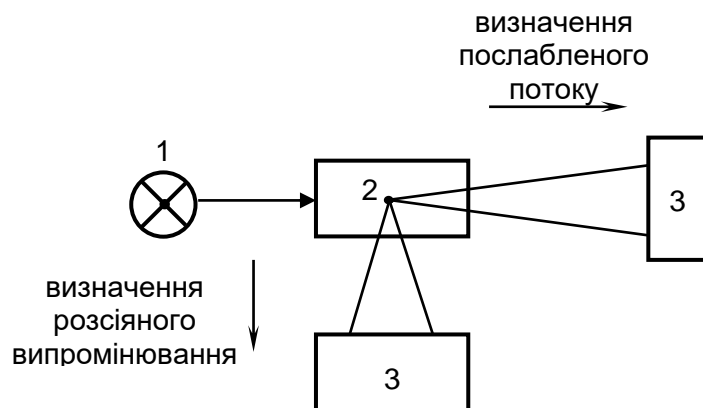 визначення
послабленого
потоку
1
2
3
визначення
розсіяного
випромінювання
3